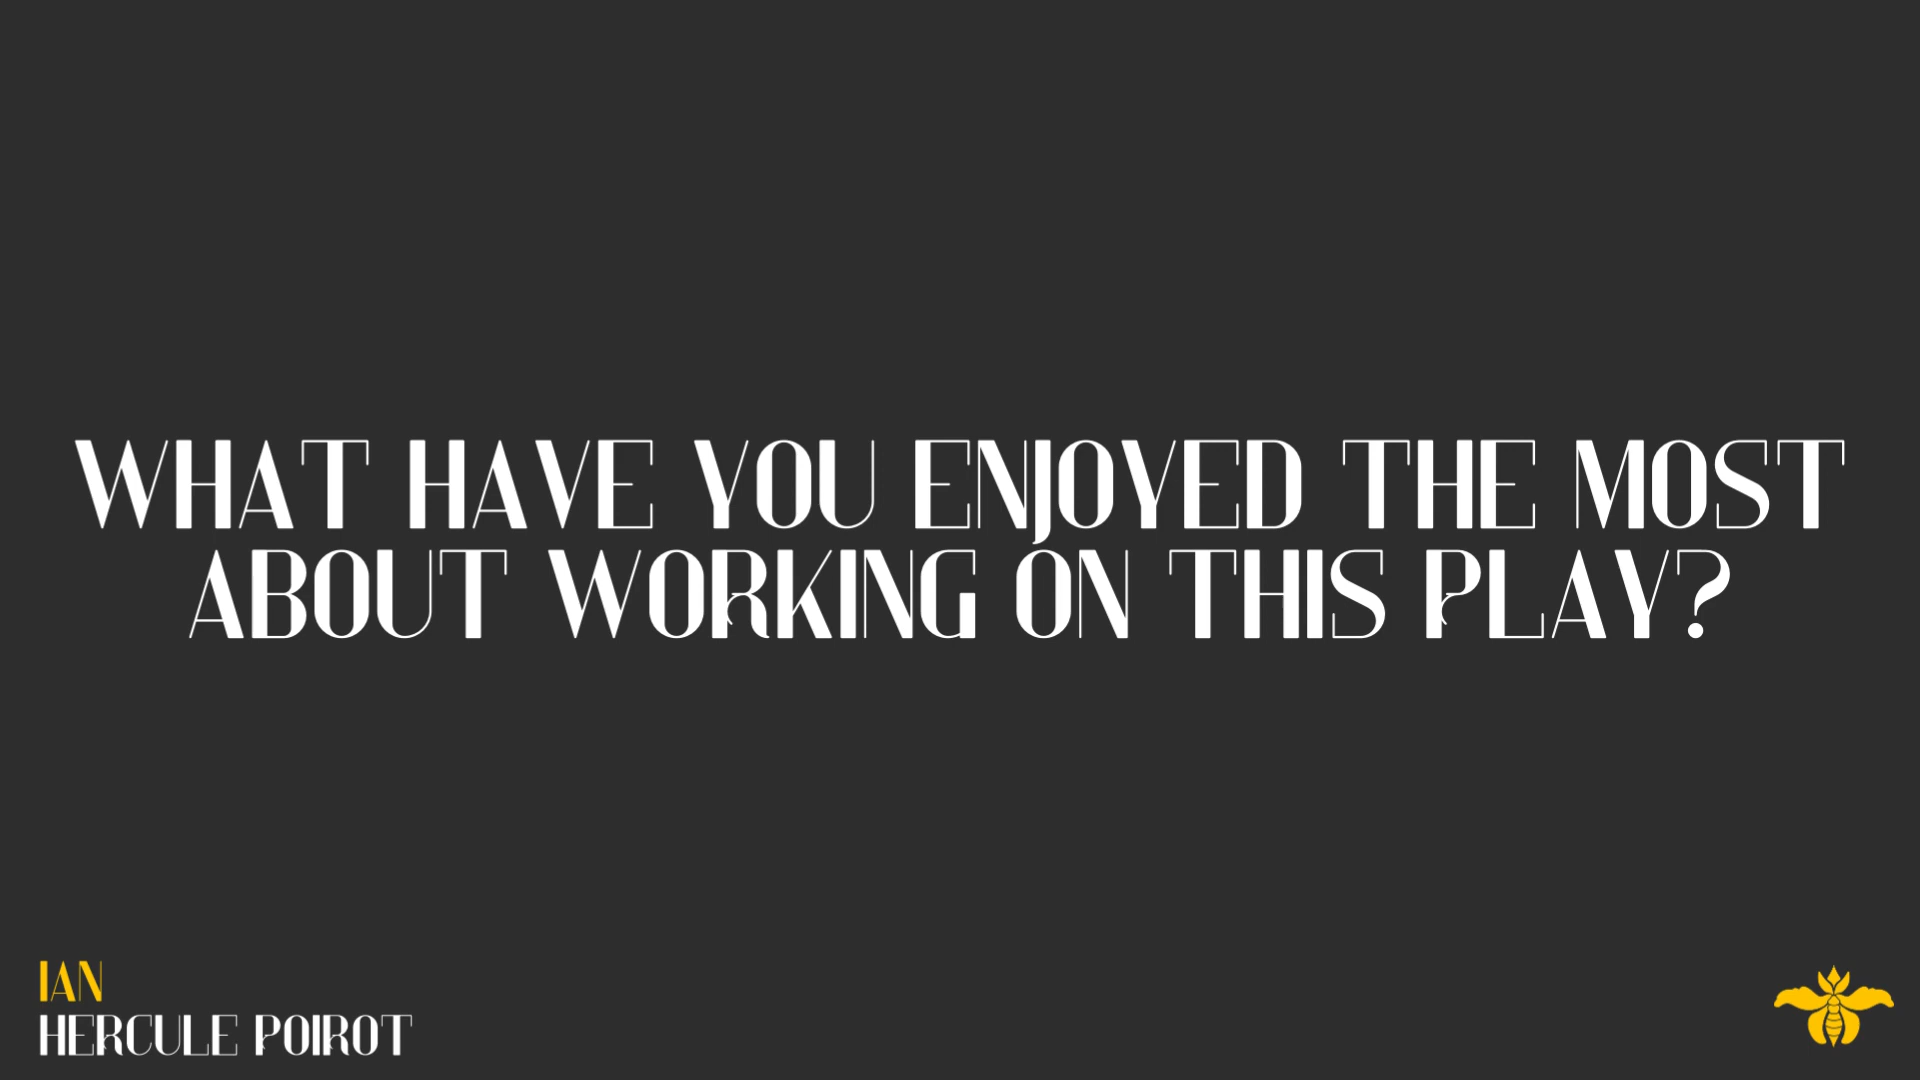 WHAT HAVE YOU ENJOYED THE MOST
ABOUT WORKING ON THIS PLAY?
IAN
HERCULE POIROT